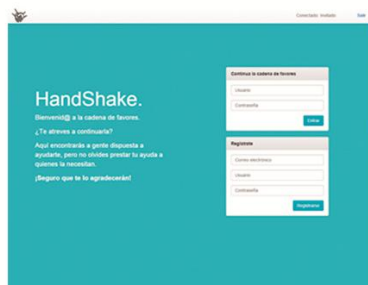 Conectado: Invitado Salir
HandShake.
Bienvenid@ a la cadena de favores.
¿Te atreves a continuarla?
Aquí encontrarás a gente dispuesta a
ayudarte, pero no olvides prestar tu ayuda a
quienes la necesitan.
¡Seguro que te lo agradecerán!
Continua la cadena de favores
Usuario
Contraseña
Entrar
Regístrate
Correo electrónico
Usuario
Contraseña
Registrarse